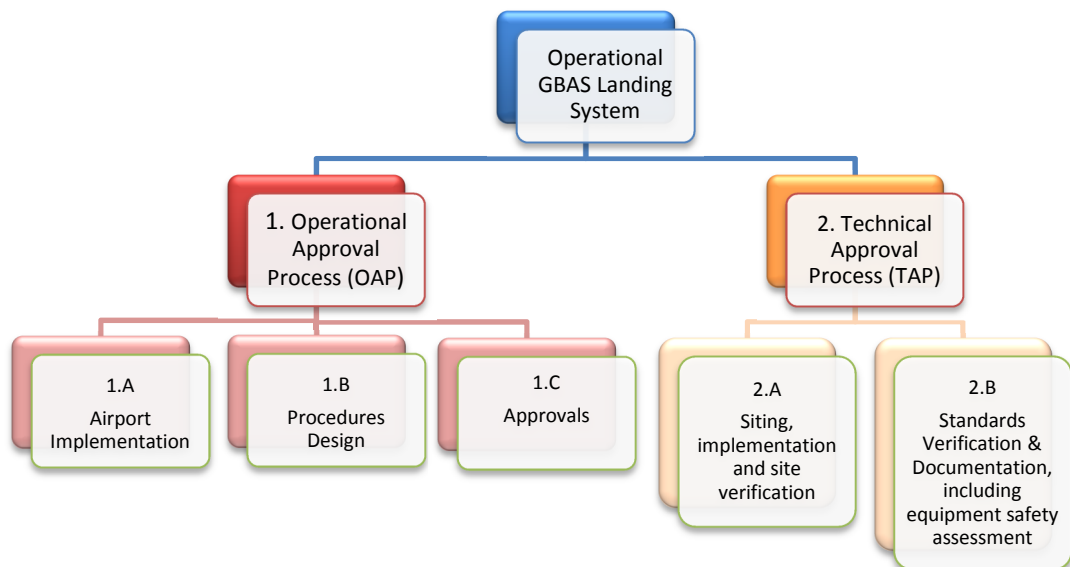 Operational
GBAS Landing
System
1. Operational
Approval
Process (OAP)
2. Technical
Approval
Process (TAP)
1.A
Airport
Implementation
1.B
Procedures
Design
1.C
Approvals
2.A
Siting,
implementation
and site
verification
2.B
Standards
Verification &
Documentation,
including
equipment safety
assessment